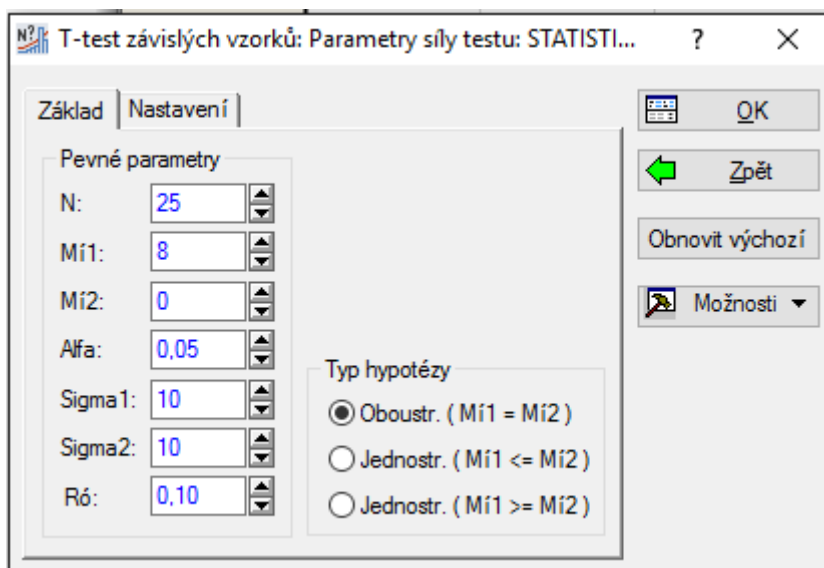 T-test závislých vzorků: Parametry síly testu: STATISTI...
?
Základ
Nastavení
Pevné parametry
N: 25
Mí1: 8
Mí2: 0
Alfa: 0,05
Sigma1: 10
Sigma2: 10
Ró: 0,10
Typ hypotézy
Oboustr. ( Mí1 = Mí2 )
Jednostr. ( Mí1 <= Mí2 )
Jednostr. ( Mí1 >= Mí2 )
OK
Zpět
Obnovit výchozí
Možnosti